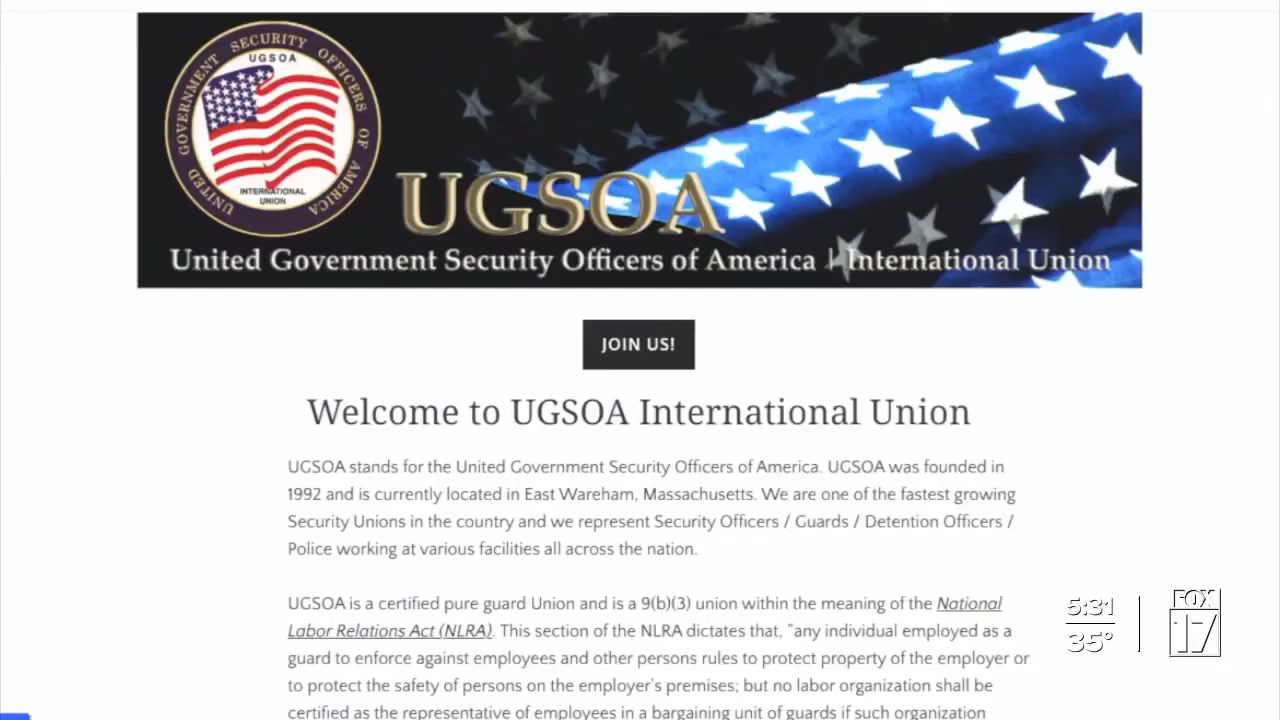 UNITED GOVERNMENT SECURITY OFFICERS OF AMERICA
UGSOA
INTERNATIONAL
UNION
UGSOA
United Government Security Officers of America | International Union
JOIN US!
Welcome to UGSOA International Union
UGSOA stands for the United Government Security Officers of America. UGSOA was founded in
1992 and is currently located in East Wareham, Massachusetts. We are one of the fastest growing
Security Unions in the country and we represent Security Officers / Guards / Detention Officers /
Police working at various facilities all across the nation.
UGSOA is a certified pure guard Union and is a 9(b)(3) union within the meaning of the National
Labor Relations Act (NLRA). This section of the NLRA dictates that, "any individual employed as a
guard to enforce against employees and other persons rules to protect property of the employer or
to protect the safety of persons on the employer's premises; but no labor organization shall be
certified as the representative of employees in a bargaining unit of guards if such organization
5:31
35°
FOX
17